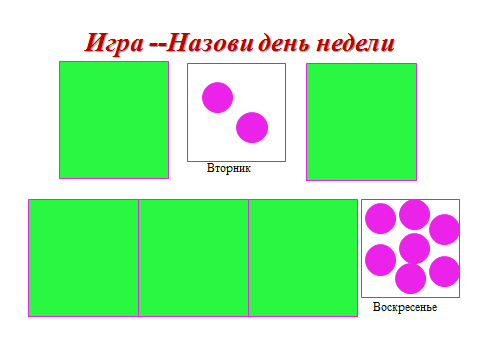 Игра --Назови день недели
Вторник
Воскресенье